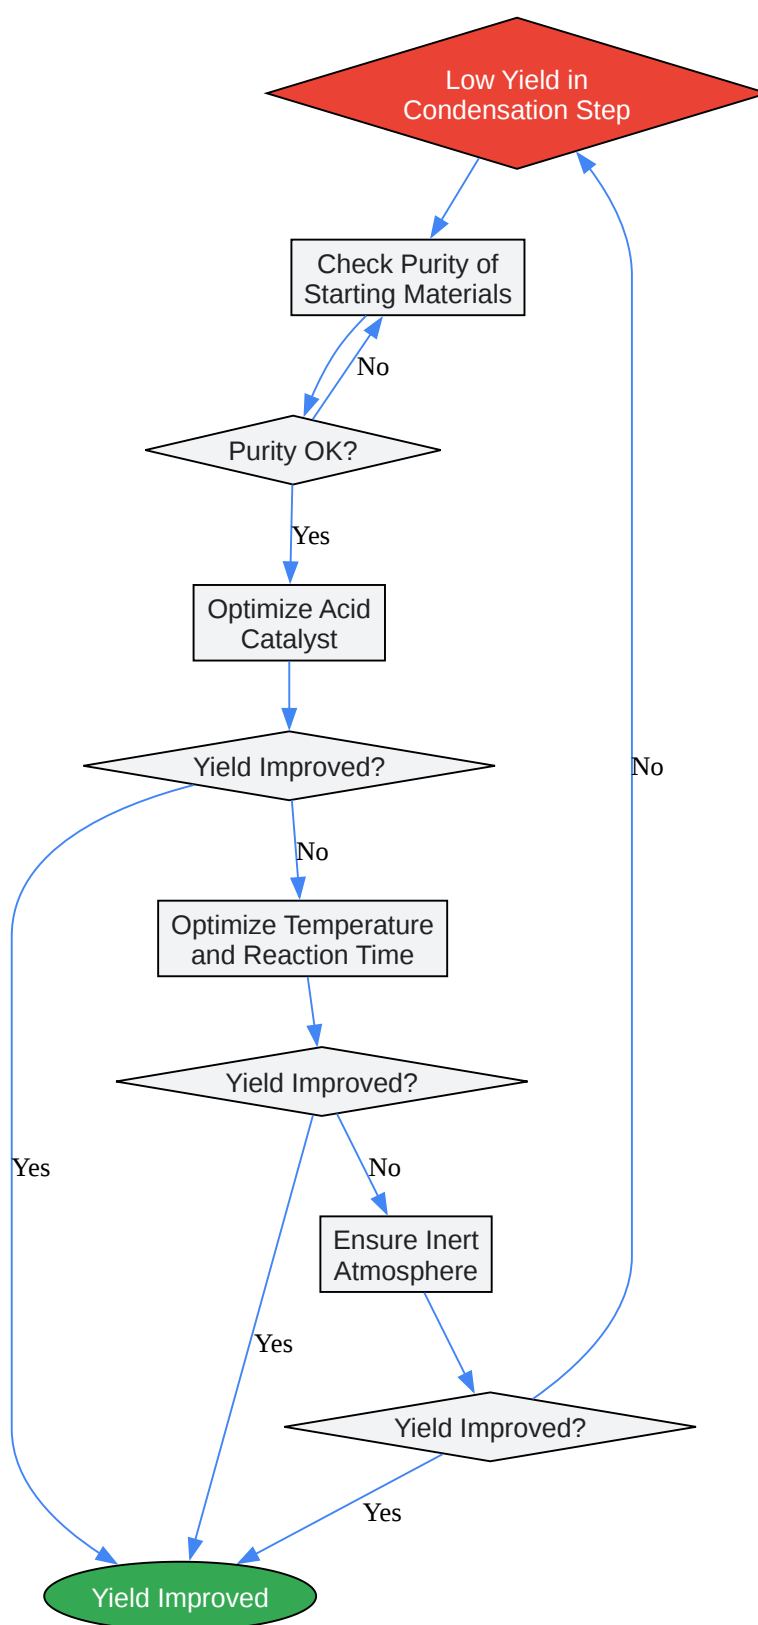 Low Yield in
Condensation Step
Check Purity of
Starting Materials
No
Purity OK?
Yes
Optimize Acid
Catalyst
Yield Improved?
No
No
Optimize Temperature
and Reaction Time
Yield Improved?
Yes
No
Ensure Inert
Atmosphere
Yes
Yield Improved?
Yes
Yield Improved